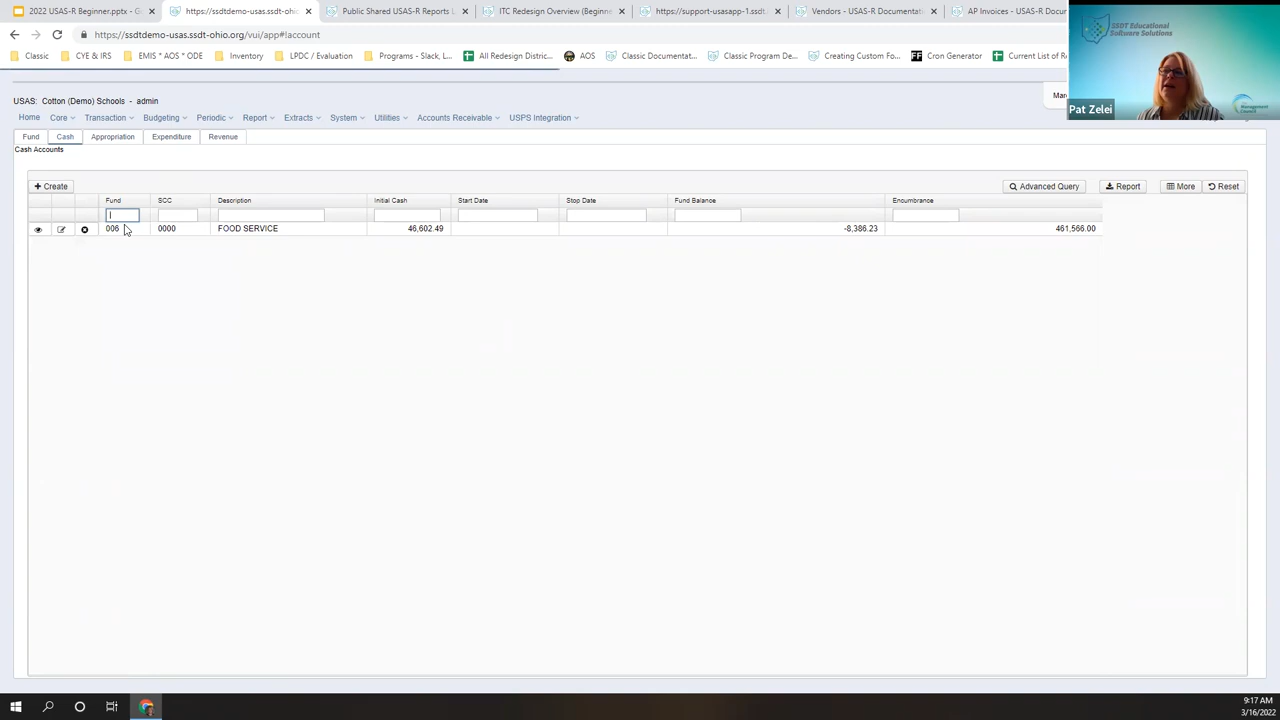 2022 USAS-R Beginner.pptx - G
https://ssdtdemo-usas.ssdt-ohi
Public Shared USAS-R Reports L
ITC Redesign Overview (Beginne
https://support-usasapp-1.ssdt.
Vendors - USAS-R Documentati
AP Invoices - USAS-R Docum
https://ssdtdemo-usas.ssdt-ohio.org/vui/app#!account
Classic
CYE & IRS
EMIS * AOS * ODE
Inventory
LPDC / Evaluation
Programs - Slack, L...
All Redesign Distric...
AOS
Classic Documentat...
Classic Program De...
Creating Custom Fo...
Cron Generator
Current List of R
SSDT Educational
Software Solutions
Management
Council
Pat Zelei
USAS: Cotton (Demo) Schools - admin
Mar
Home Core Transaction Budgeting Periodic Report Extracts System Utilities Accounts Receivable USPS Integration
Fund Cash Appropriation Expenditure Revenue
Cash Accounts
Create
Advanced Query Report More Reset
Fund SCC Description Initial Cash Start Date Stop Date Fund Balance Encumbrance
006 0000 FOOD SERVICE 46,602.49 -8,386.23 461,566.00
9:17 AM
3/16/2022